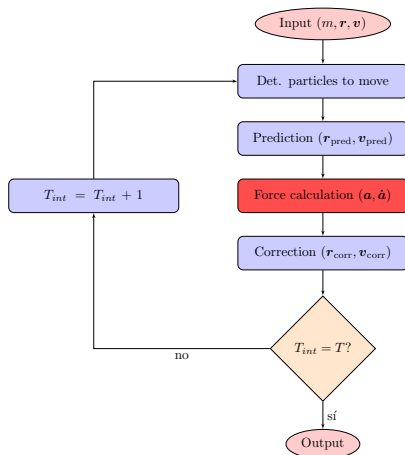 Input (m, r, v)
Det. particles to move
Prediction (r_pred, v_pred)
T_int = T_int + 1
Force calculation (a, ȧ)
Correction (r_corr, v_corr)
T_int = T?
no
sí
Output